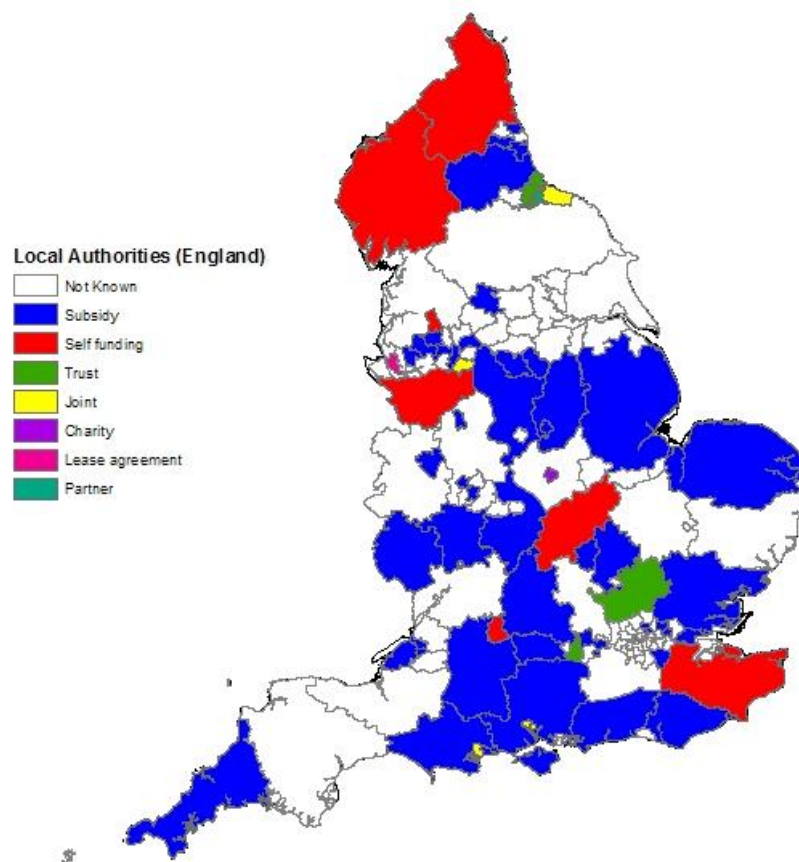 Local Authorities (England)
Not Known
Subsidy
Self funding
Trust
Joint
Charity
Lease agreement
Partner